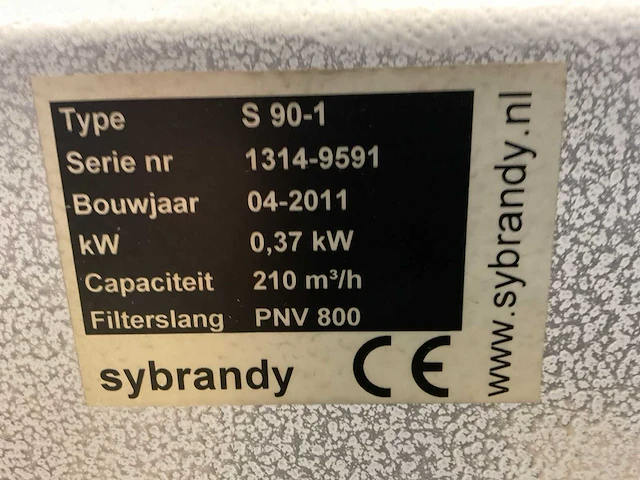 Type S 90-1
Serie nr 1314-9591
Bouwjaar 04-2011
kW 0,37 kW
Capaciteit 210 m³/h
Filterslang PNV 800
sybrandy CE
www.sybrandy.nl